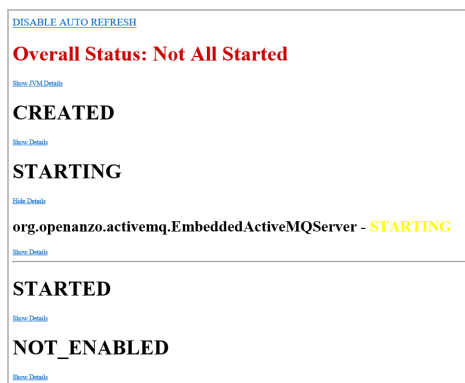 DISABLE AUTO REFRESH
Overall Status: Not All Started
Show JVM Details
CREATED
Show Details
STARTING
Hide Details
org.openanzo.activemq.EmbeddedActiveMQServer - STARTING
Show Details
STARTED
Show Details
NOT_ENABLED
Show Details